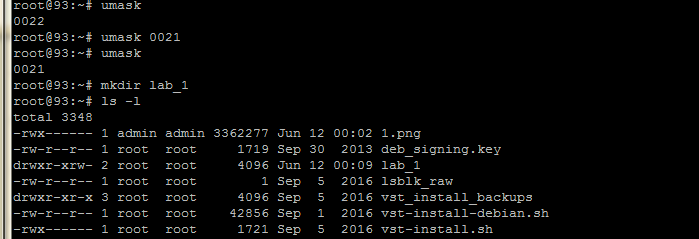 root@93:~# umask
0022
root@93:~# umask 0021
root@93:~# umask
0021
root@93:~# mkdir lab_1
root@93:~# ls -l
total 3348
-rwx------ 1 admin admin 3362277 Jun 12 00:02 1.png
-rw-r--r-- 1 root  root     1719 Sep 30  2013 deb_signing.key
drwxr-xrw- 2 root  root     4096 Jun 12 00:09 lab_1
-rw-r--r-- 1 root  root        1 Sep  5  2016 lsblk_raw
drwxr-xr-x 3 root  root     4096 Sep  5  2016 vst_install_backups
-rw-r--r-- 1 root  root    42856 Sep  1  2016 vst-install-debian.sh
-rw-r--r-- 1 root  root     1721 Sep  5  2016 vst-install.sh